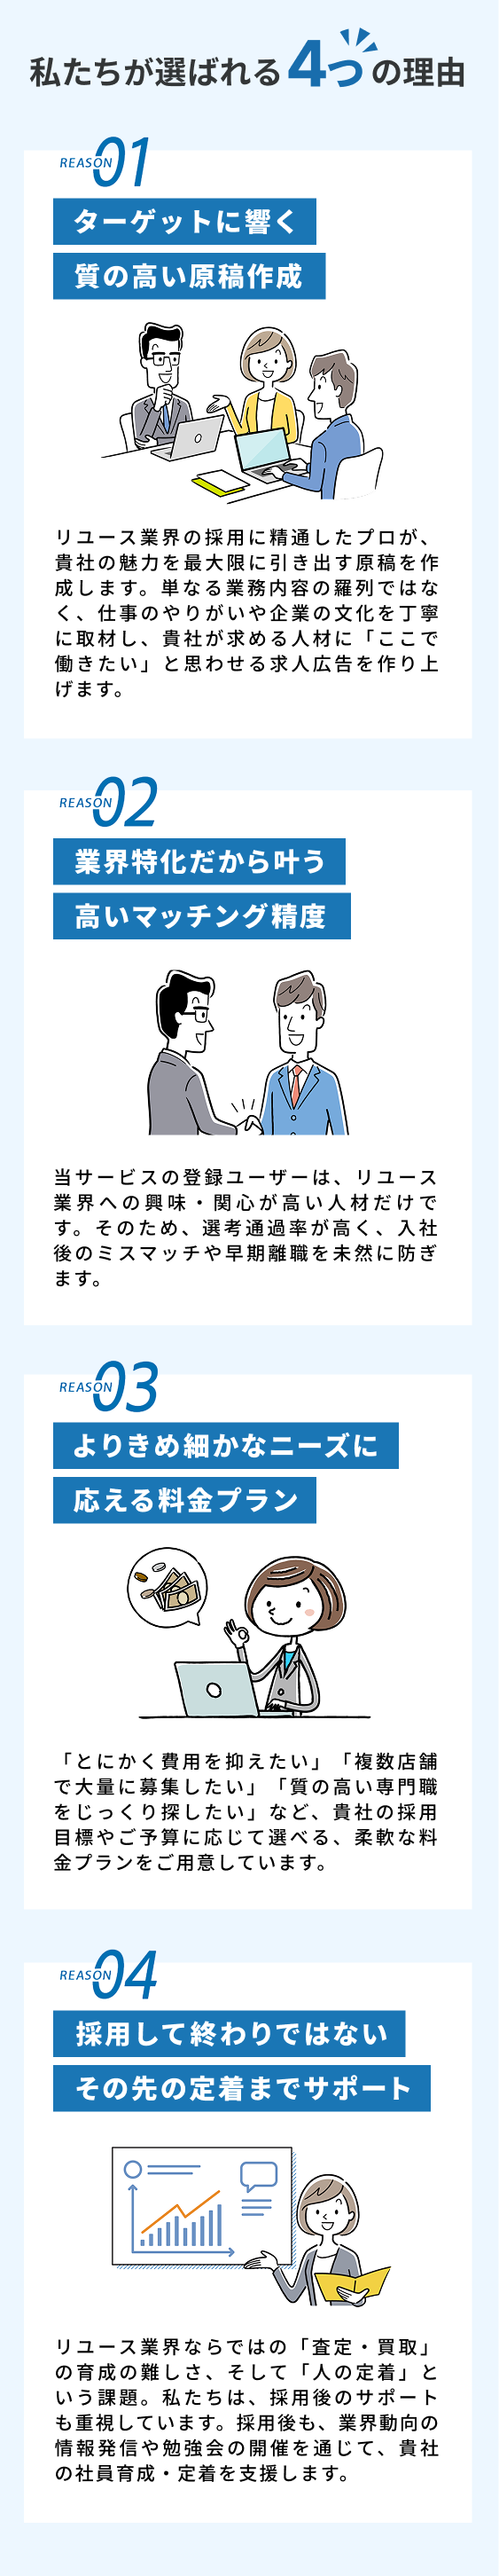 私たちが選ばれる4つの理由
REASON 01
ターゲットに響く
質の高い原稿作成
リユース業界の採用に精通したプロが、
貴社の魅力を最大限に引き出す原稿を作
成します。単なる業務内容の羅列ではな
く、仕事のやりがいや企業の文化を丁寧
に取材し、貴社が求める人材に「ここで
働きたい」と思わせる求人広告を作り上
げます。
REASON 02
業界特化だから叶う
高いマッチング精度
当サービスの登録ユーザーは、リユース
業界への興味・関心が高い人材だけで
す。そのため、選考通過率が高く、入社
後のミスマッチや早期離職を未然に防ぎ
ます。
REASON 03
よりきめ細かなニーズに
応える料金プラン
「とにかく費用を抑えたい」「複数店舗
で大量に募集したい」「質の高い専門職
をじっくり探したい」など、貴社の採用
目標やご予算に応じて選べる、柔軟な料
金プランをご用意しています。
REASON 04
採用して終わりではない
その先の定着までサポート
リユース業界ならではの「査定・買取」
の育成の難しさ、そして「人の定着」と
いう課題。私たちは、採用後のサポート
も重視しています。採用後も、業界動向の
情報発信や勉強会の開催を通じて、貴社
の社員育成・定着を支援します。